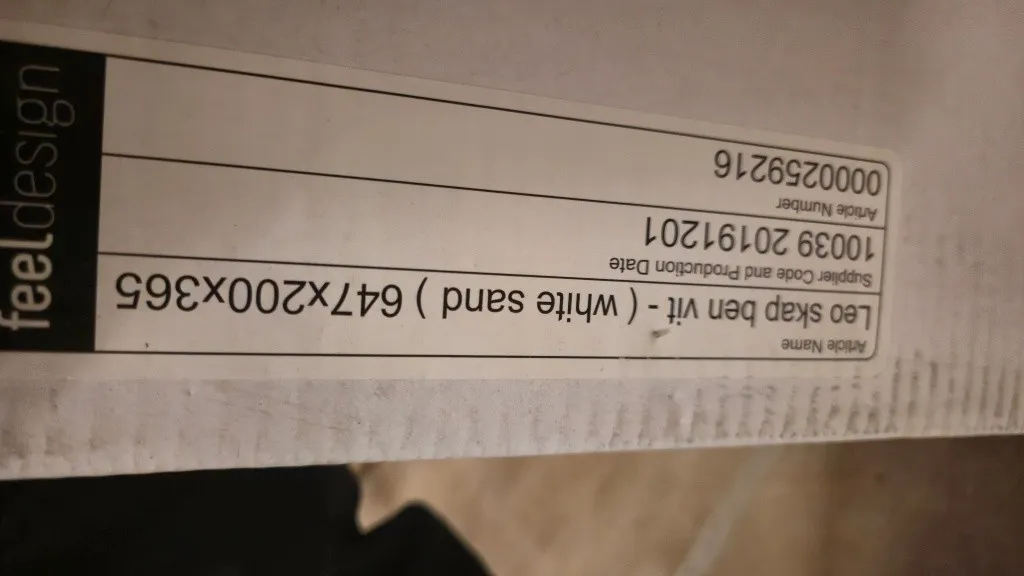 feeldesign
Article Name
Leo skap ben vit - ( white sand ) 647x200x365
Supplier Code and Production Date
10039 20191201
Article Number
0000259216